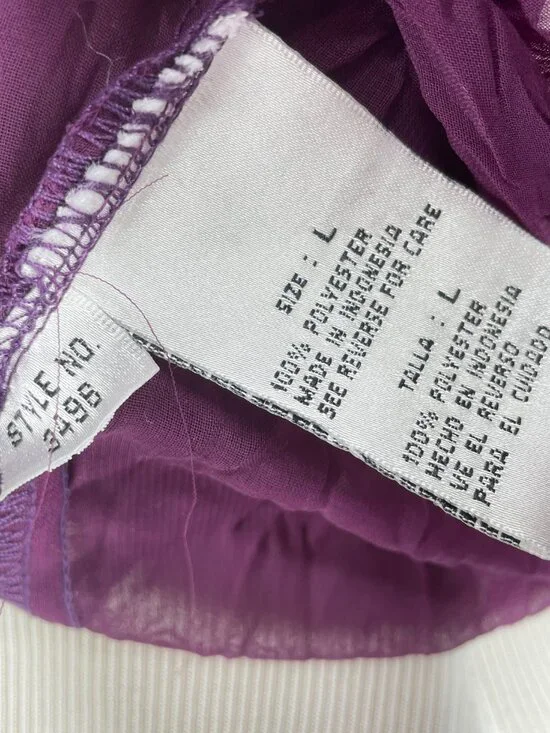 SIZE : L
100% POLYESTER
MADE IN INDONESIA
SEE REVERSE FOR CARE
TALLA : L
100% POLYESTER
HECHO EN INDONESIA
VE EL REVERSO
PARA EL CUIDADO
STYLE NO.
3496